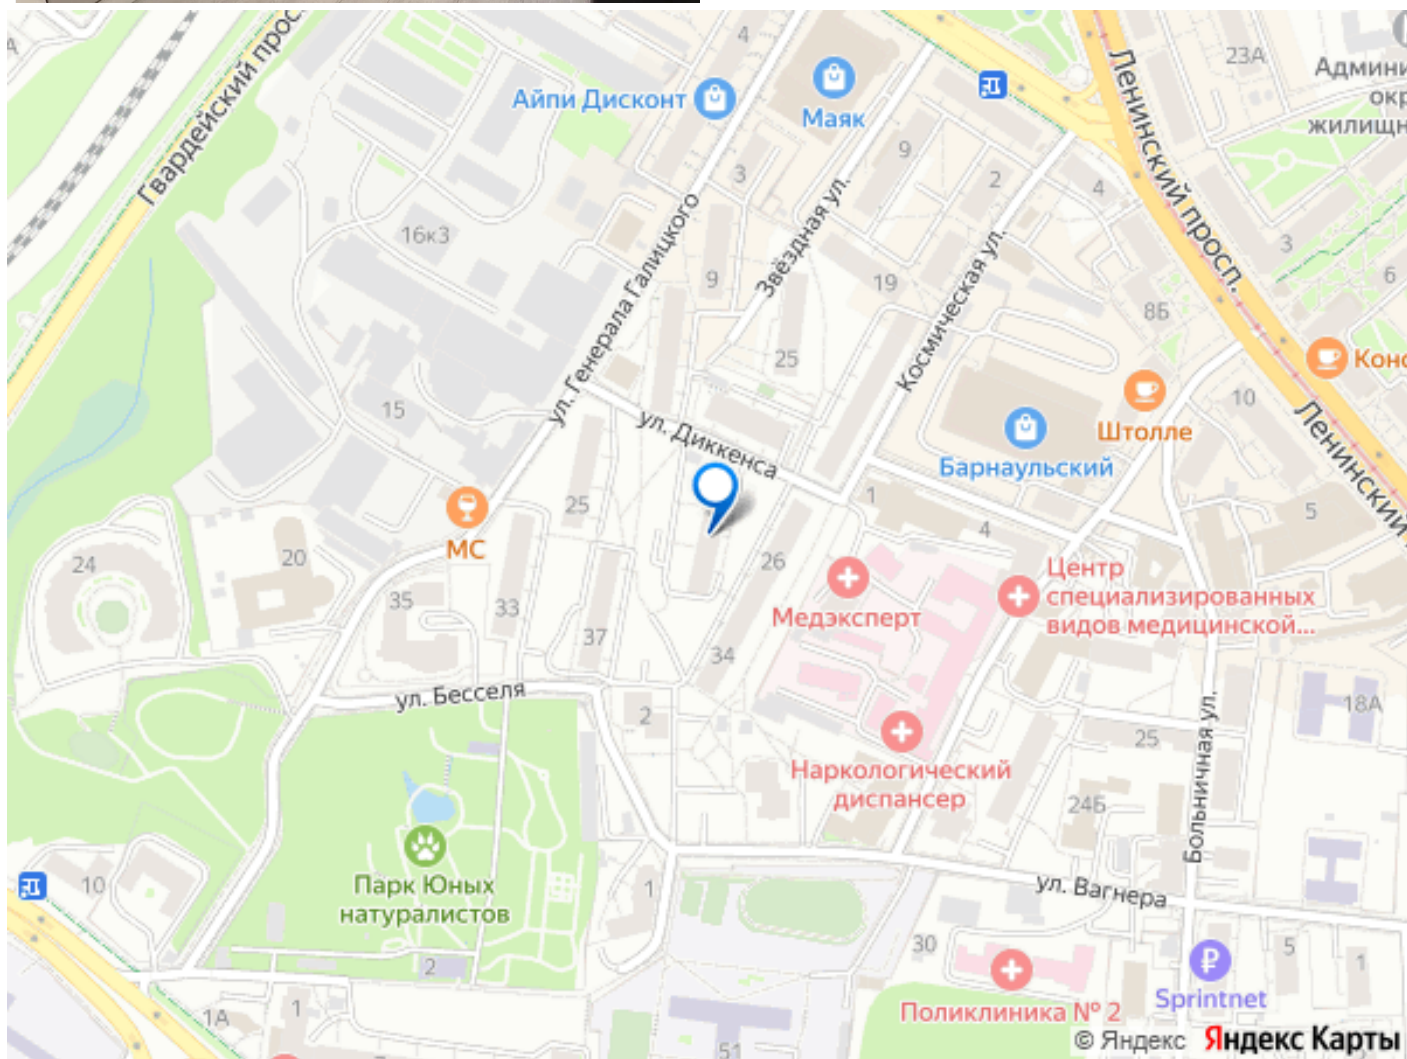 Гвардейский прос
4
Айпи Дисконт
Маяк
23А
Админи
окр
жилищн
Ленинский просп.
9
2
4
3
3
6
16к3
ул. Генерала Галицкого
Звёздная ул.
9
19
Космическая ул.
8Б
25
Конс
15
ул. Диккенса
Штолле
10
Ленинский
Барнаульский
25
1
4
5
МС
24
20
26
Центр
специализированных
видов медицинской...
35
33
Медэксперт
37
34
ул. Бесселя
2
18А
25
Наркологический
диспансер
24Б
Больничная ул.
10
Парк Юных
натуралистов
1
ул. Вагнера
30
5
1
2
Sprintnet
1А
1
Поликлиника № 2
51
© Яндекс Яндекс Карты